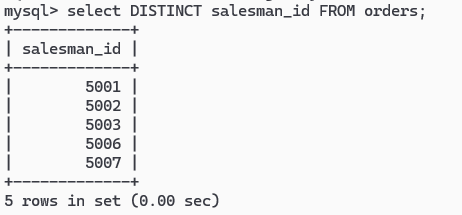 mysql> select DISTINCT salesman_id FROM orders;
+-------------+
| salesman_id |
+-------------+
|        5001 |
|        5002 |
|        5003 |
|        5006 |
|        5007 |
+-------------+
5 rows in set (0.00 sec)